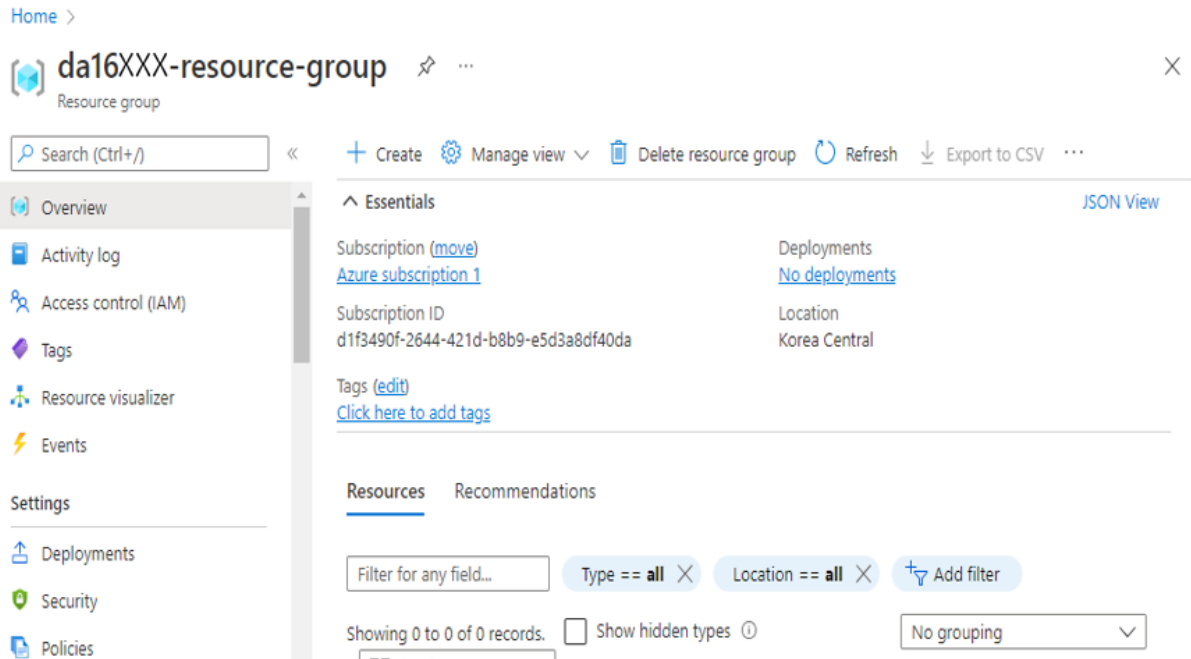 Home >
da16XXX-resource-group
Resource group
Search (Ctrl+/)
Create Manage view Delete resource group Refresh Export to CSV
Overview
Activity log
Access control (IAM)
Tags
Resource visualizer
Events
Settings
Deployments
Security
Policies
Essentials
JSON View
Subscription (move)
Azure subscription 1
Subscription ID
d1f3490f-2644-421d-b8b9-e5d3a8df40da
Deployments
No deployments
Location
Korea Central
Tags (edit)
Click here to add tags
Resources Recommendations
Filter for any field... Type == all Location == all Add filter
Showing 0 to 0 of 0 records. Show hidden types No grouping